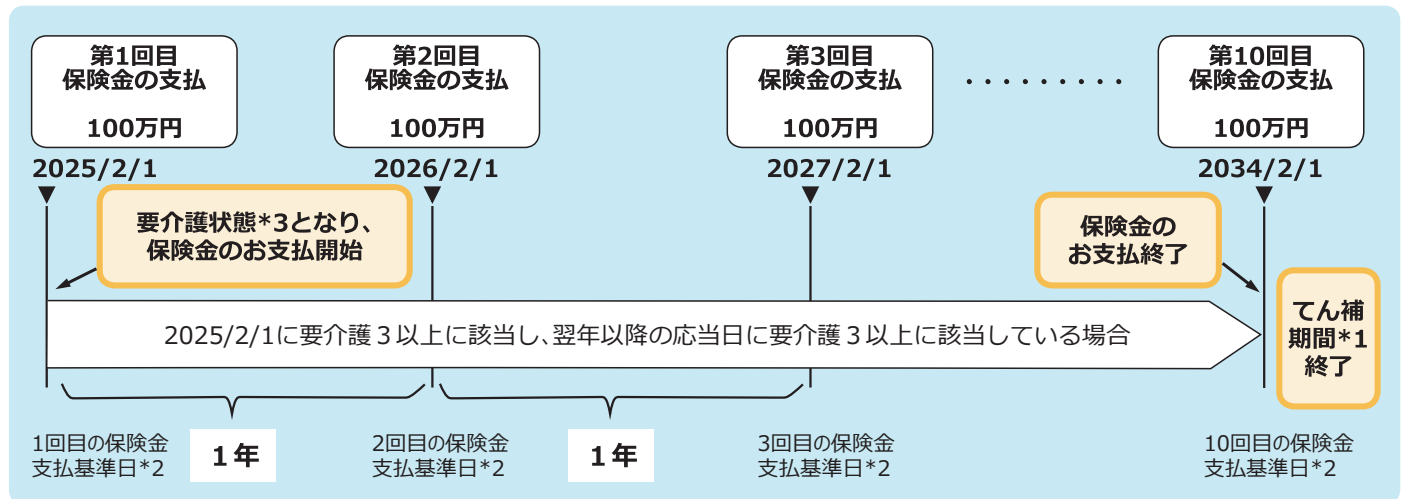 第1回目
保険金の支払
100万円
第2回目
保険金の支払
100万円
第3回目
保険金の支払
100万円
・・・・・・・・・
第10回目
保険金の支払
100万円
2025/2/1
2026/2/1
2027/2/1
2034/2/1
要介護状態*3となり、
保険金のお支払開始
保険金の
お支払終了
2025/2/1に要介護3以上に該当し、翌年以降の応当日に要介護3以上に該当している場合
てん補
期間*1
終了
1回目の保険金
支払基準日*2
1年
2回目の保険金
支払基準日*2
1年
3回目の保険金
支払基準日*2
10回目の保険金
支払基準日*2